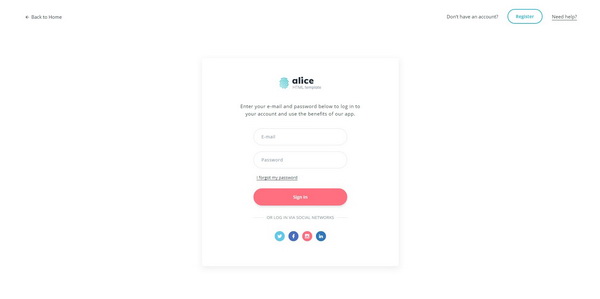 ← Back to Home
Don't have an account?
Register
Need help?
alice
HTML template
Enter your e-mail and password below to log in to
your account and use the benefits of our app.
E-mail
Password
I forgot my password
Sign in
OR LOG IN VIA SOCIAL NETWORKS